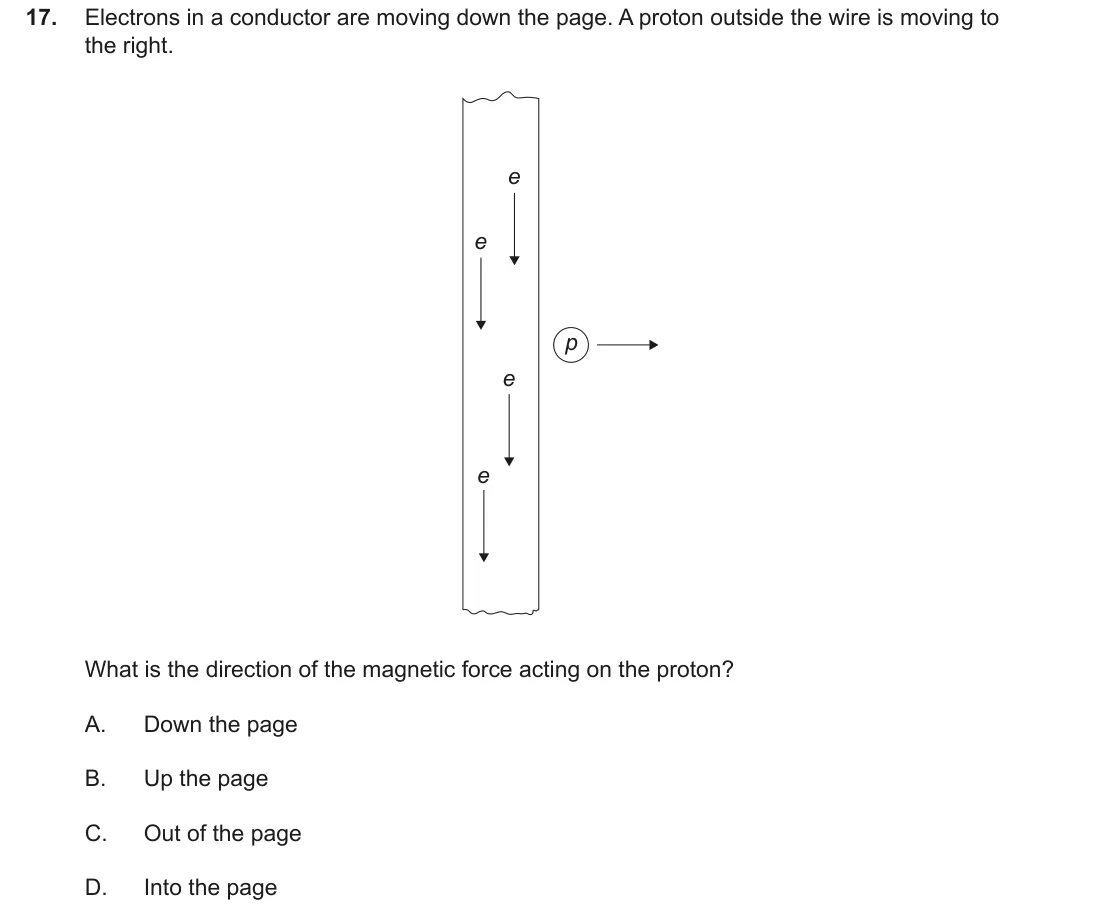 17. Electrons in a conductor are moving down the page. A proton outside the wire is moving to
the right.
e
e
p
e
e
What is the direction of the magnetic force acting on the proton?
A. Down the page
B. Up the page
C. Out of the page
D. Into the page